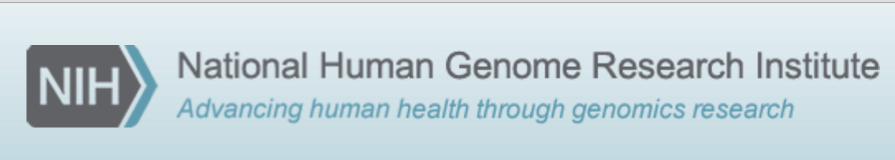 NIH
National Human Genome Research Institute
Advancing human health through genomics research